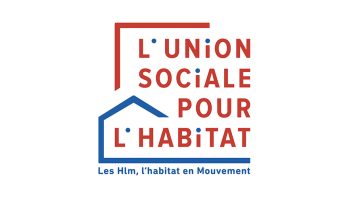 L'UNiON
SOCiALE
POUR
L'HABiTAT
Les Hlm, l'habitat en Mouvement